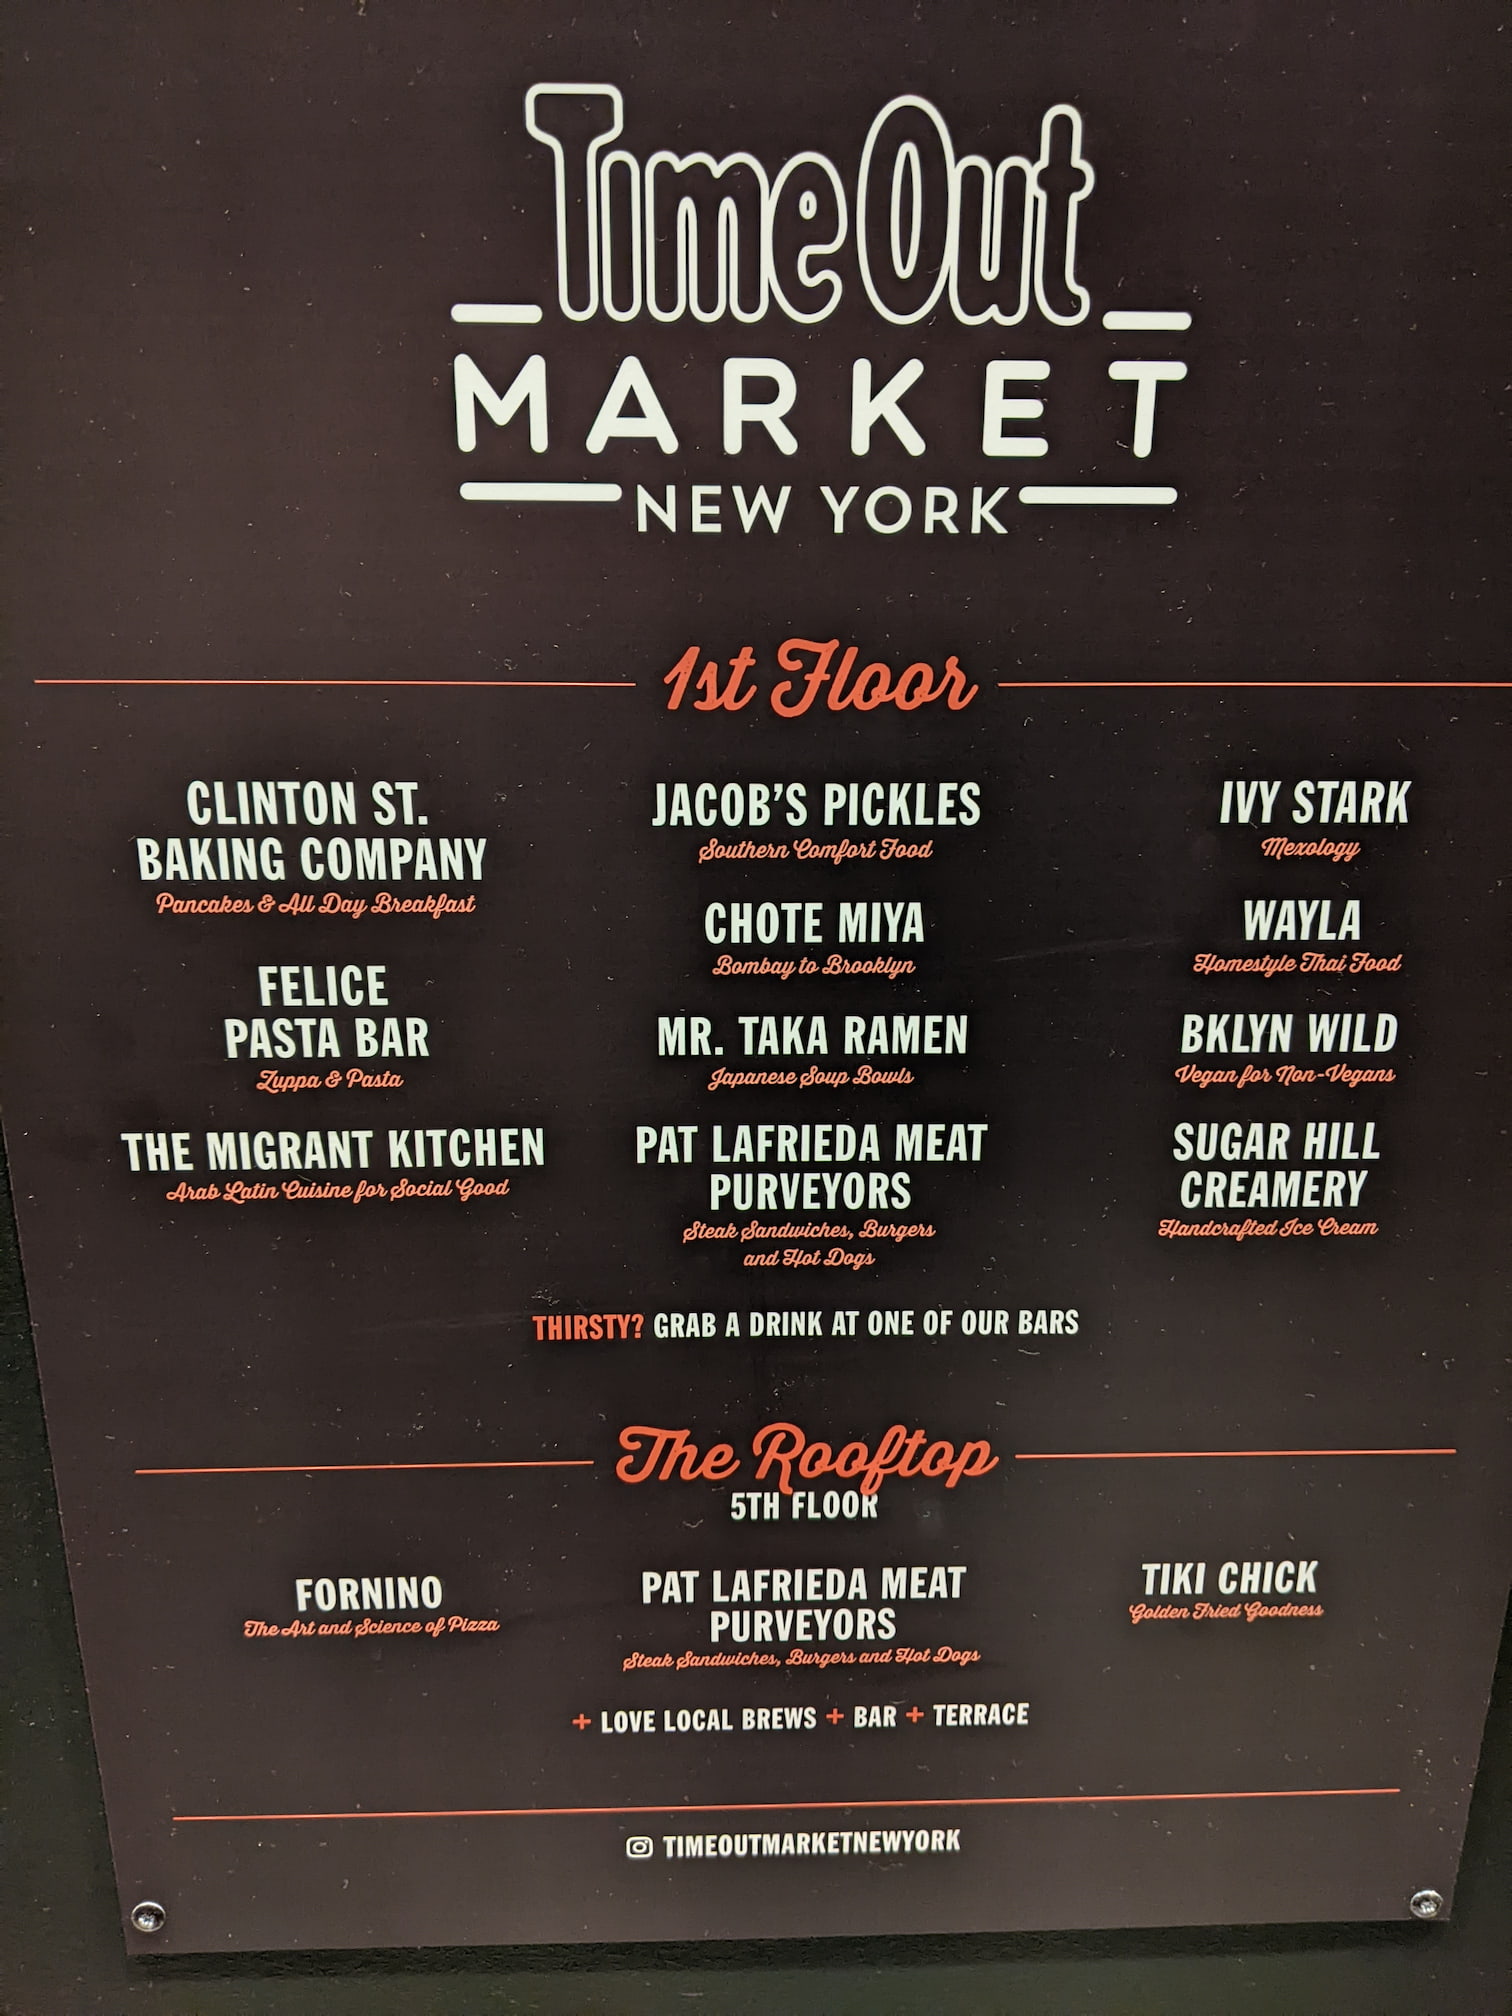 Time Out
MARKET
NEW YORK
1st Floor
CLINTON ST.
BAKING COMPANY
Pancakes & All Day Breakfast
FELICE
PASTA BAR
Zuppa & Pasta
THE MIGRANT KITCHEN
Arab Latin Cuisine for Social Good
JACOB'S PICKLES
Southern Comfort Food
CHOTE MIYA
Bombay to Brooklyn
MR. TAKA RAMEN
Japanese Soup Bowls
PAT LAFRIEDA MEAT
PURVEYORS
Steak Sandwiches, Burgers
and Hot Dogs
IVY STARK
Mexology
WAYLA
Homestyle Thai Food
BKLYN WILD
Vegan for Non-Vegans
SUGAR HILL
CREAMERY
Handcrafted Ice Cream
THIRSTY? GRAB A DRINK AT ONE OF OUR BARS
The Rooftop
5TH FLOOR
FORNINO
The Art and Science of Pizza
PAT LAFRIEDA MEAT
PURVEYORS
Steak Sandwiches, Burgers and Hot Dogs
TIKI CHICK
Golden Fried Goodness
+ LOVE LOCAL BREWS + BAR + TERRACE
TIMEOUTMARKETNEWYORK